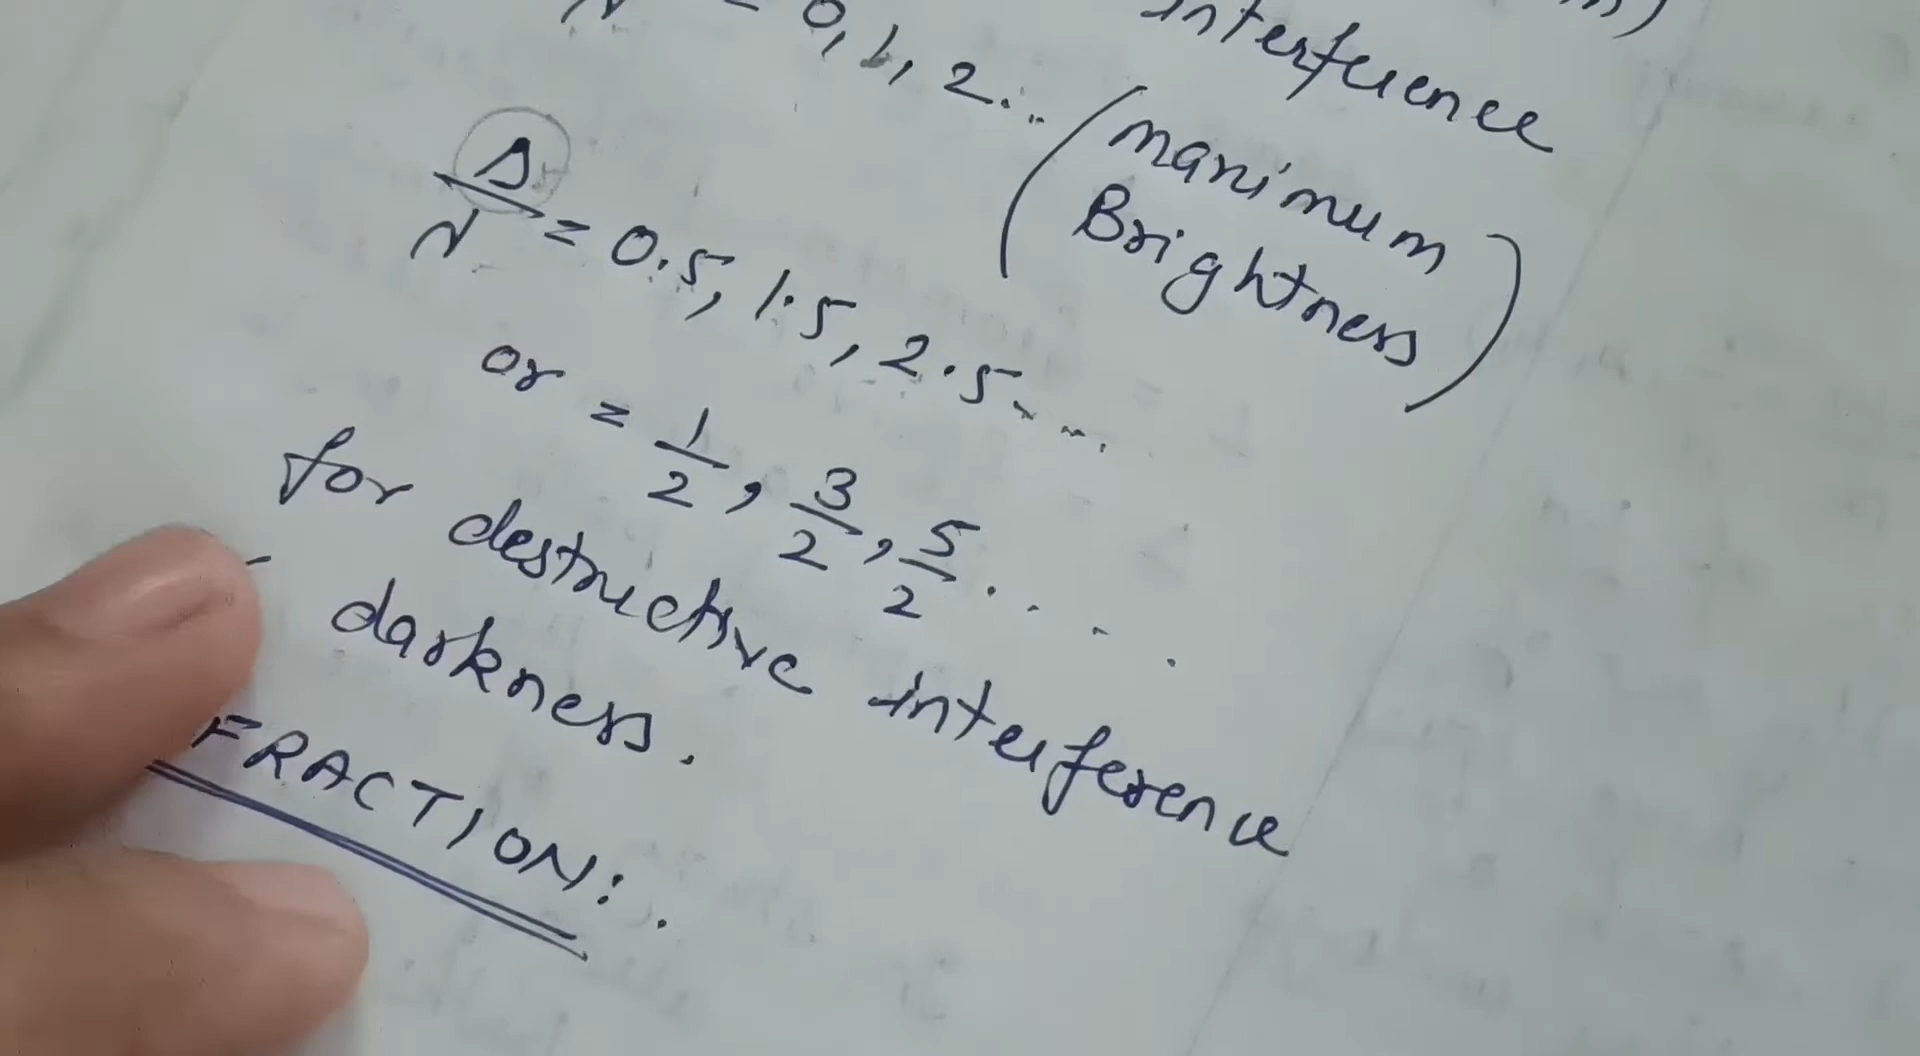 = 0, 1, 2...
interference
(maximum
Brightness)
Δ/λ = 0.5, 1.5, 2.5....
or = 1/2, 3/2, 5/2 ....
for destructive interference
darkness.
FRACTION:.